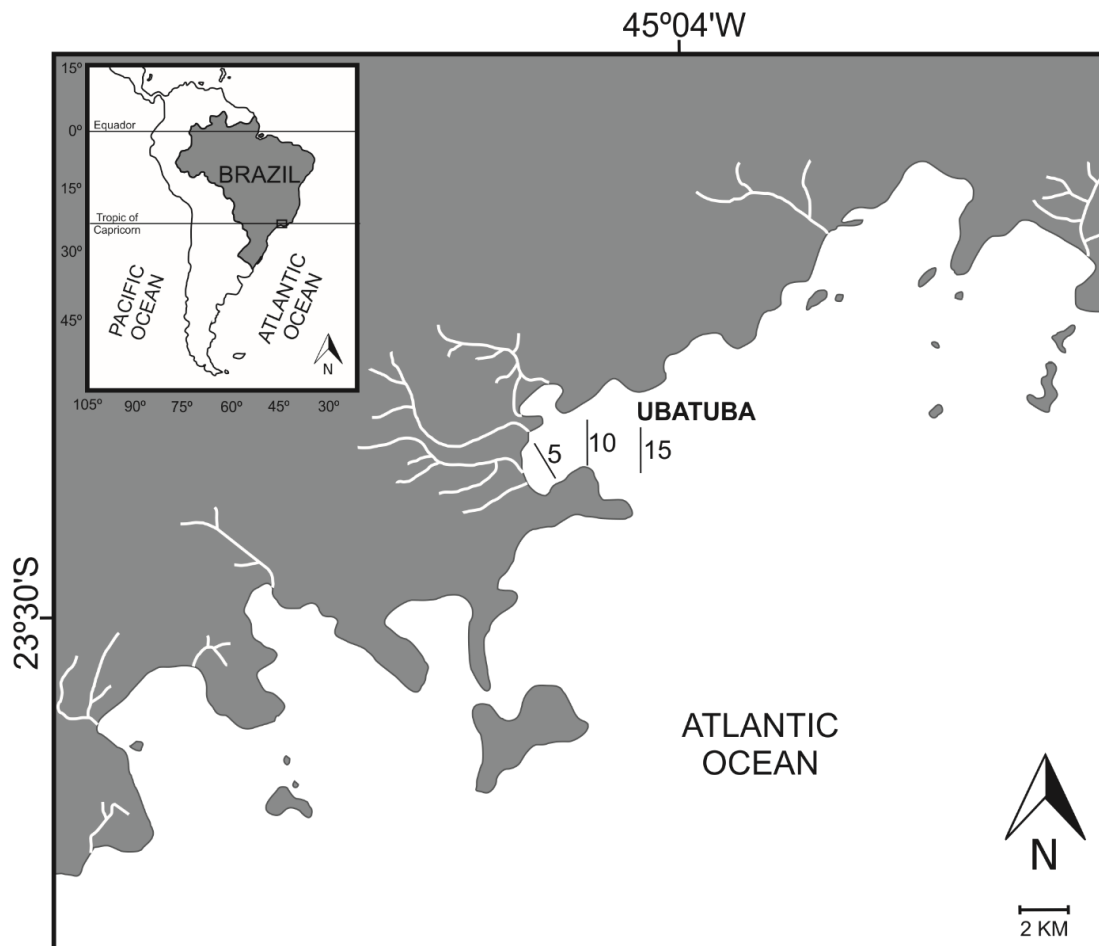 45º04'W
15º
Equador
0º
BRAZIL
15º
Tropic of
Capricorn
30º
PACIFIC
OCEAN
ATLANTIC
OCEAN
45º
N
105º 90º 75º 60º 45º 30º
UBATUBA
5
10
15
23º30'S
ATLANTIC
OCEAN
N
2 KM